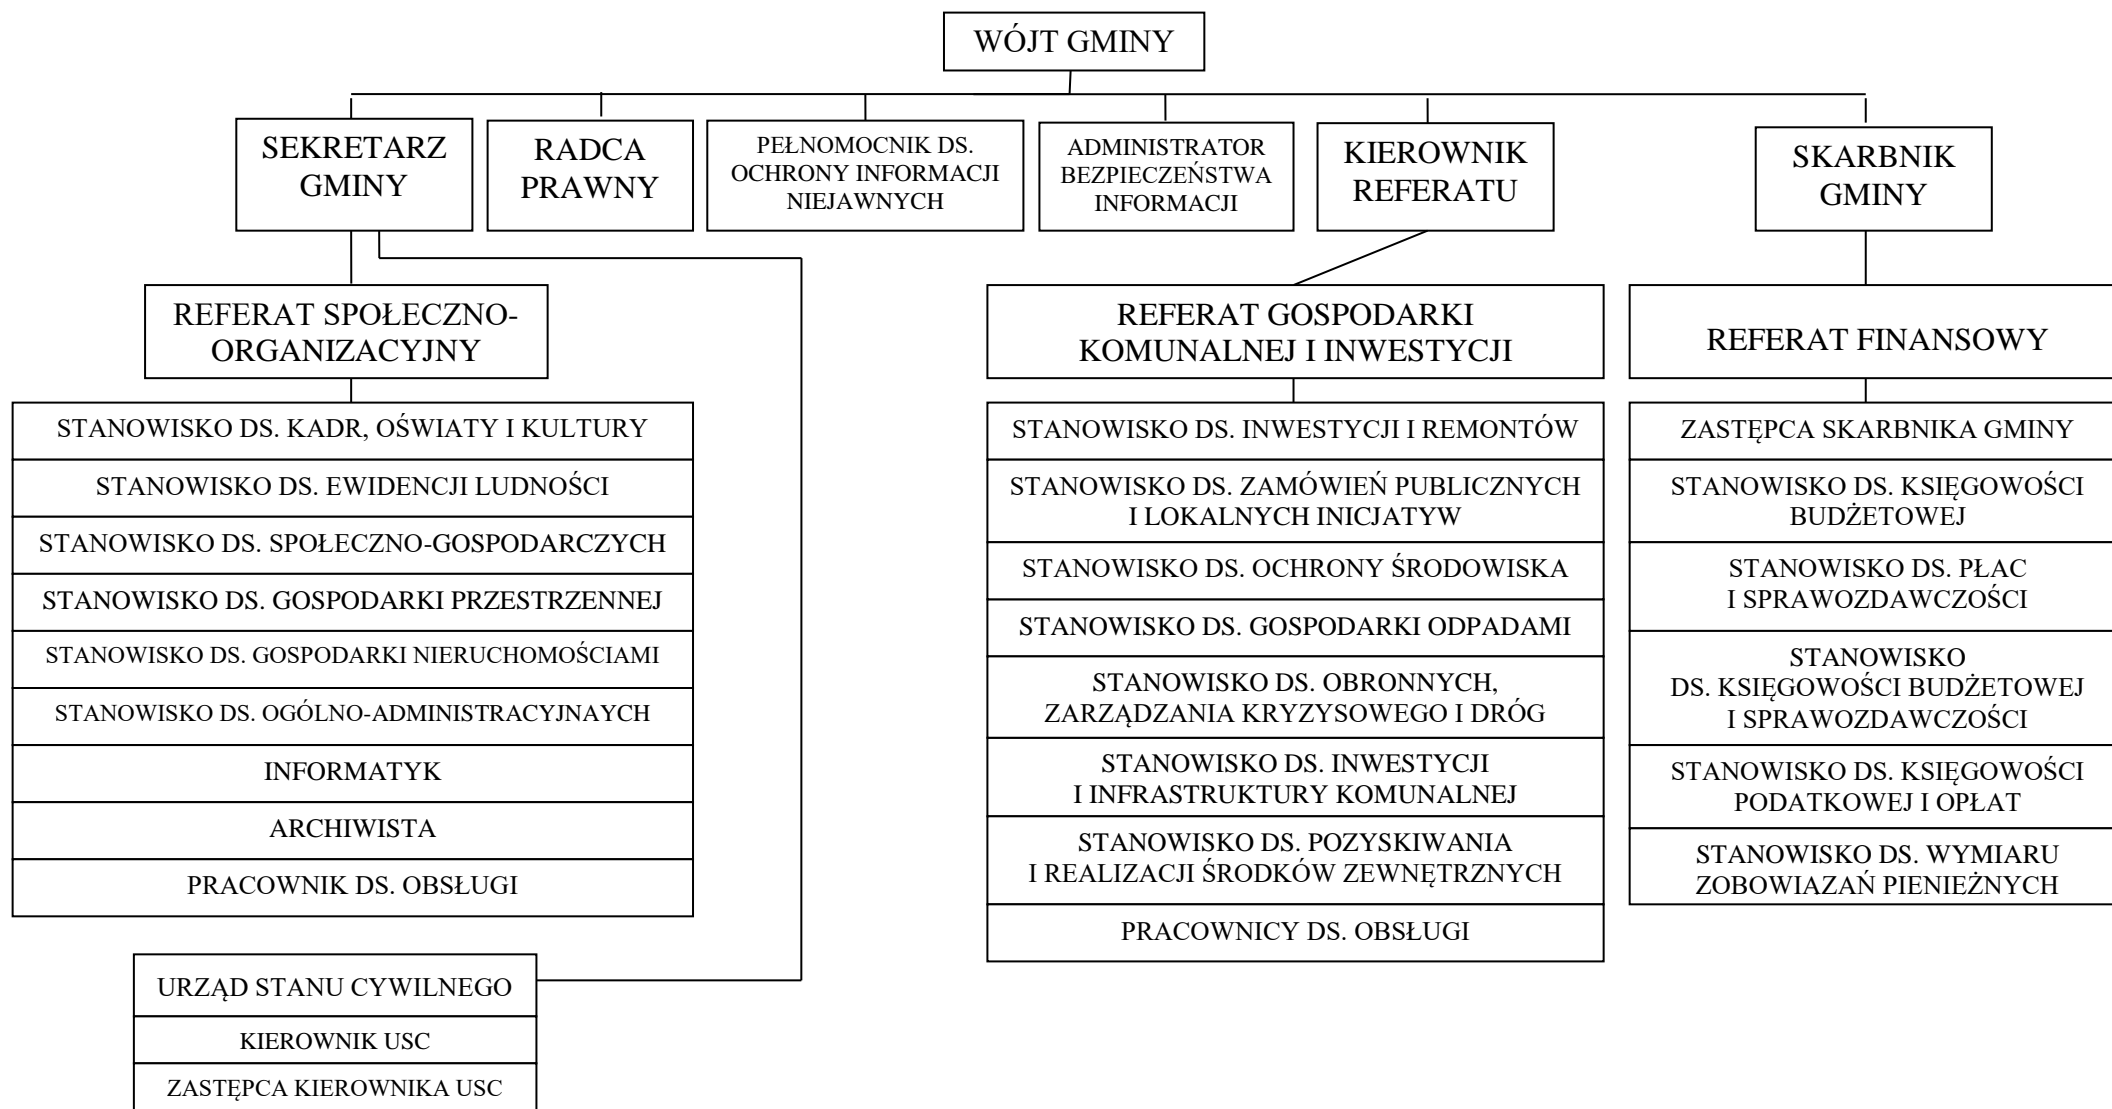 WÓJT GMINY
SEKRETARZ
GMINY
RADCA
PRAWNY
PEŁNOMOCNIK DS.
OCHRONY INFORMACJI
NIEJAWNYCH
ADMINISTRATOR
BEZPIECZEŃSTWA
INFORMACJI
KIEROWNIK
REFERATU
SKARBNIK
GMINY
REFERAT SPOŁECZNO-
ORGANIZACYJNY
STANOWISKO DS. KADR, OŚWIATY I KULTURY
STANOWISKO DS. EWIDENCJI LUDNOŚCI
STANOWISKO DS. SPOŁECZNO-GOSPODARCZYCH
STANOWISKO DS. GOSPODARKI PRZESTRZENNEJ
STANOWISKO DS. GOSPODARKI NIERUCHOMOŚCIAMI
STANOWISKO DS. OGÓLNO-ADMINISTRACYJNAYCH
INFORMATYK
ARCHIWISTA
PRACOWNIK DS. OBSŁUGI
URZĄD STANU CYWILNEGO
KIEROWNIK USC
ZASTĘPCA KIEROWNIKA USC
REFERAT GOSPODARKI
KOMUNALNEJ I INWESTYCJI
STANOWISKO DS. INWESTYCJI I REMONTÓW
STANOWISKO DS. ZAMÓWIEŃ PUBLICZNYCH
I LOKALNYCH INICJATYW
STANOWISKO DS. OCHRONY ŚRODOWISKA
STANOWISKO DS. GOSPODARKI ODPADAMI
STANOWISKO DS. OBRONNYCH,
ZARZĄDZANIA KRYZYSOWEGO I DRÓG
STANOWISKO DS. INWESTYCJI
I INFRASTRUKTURY KOMUNALNEJ
STANOWISKO DS. POZYSKIWANIA
I REALIZACJI ŚRODKÓW ZEWNĘTRZNYCH
PRACOWNICY DS. OBSŁUGI
REFERAT FINANSOWY
ZASTĘPCA SKARBNIKA GMINY
STANOWISKO DS. KSIĘGOWOŚCI
BUDŻETOWEJ
STANOWISKO DS. PŁAC
I SPRAWOZDAWCZOŚCI
STANOWISKO
DS. KSIĘGOWOŚCI BUDŻETOWEJ
I SPRAWOZDAWCZOŚCI
STANOWISKO DS. KSIĘGOWOŚCI
PODATKOWEJ I OPŁAT
STANOWISKO DS. WYMIARU
ZOBOWIĄZAŃ PIENIEŻNYCH